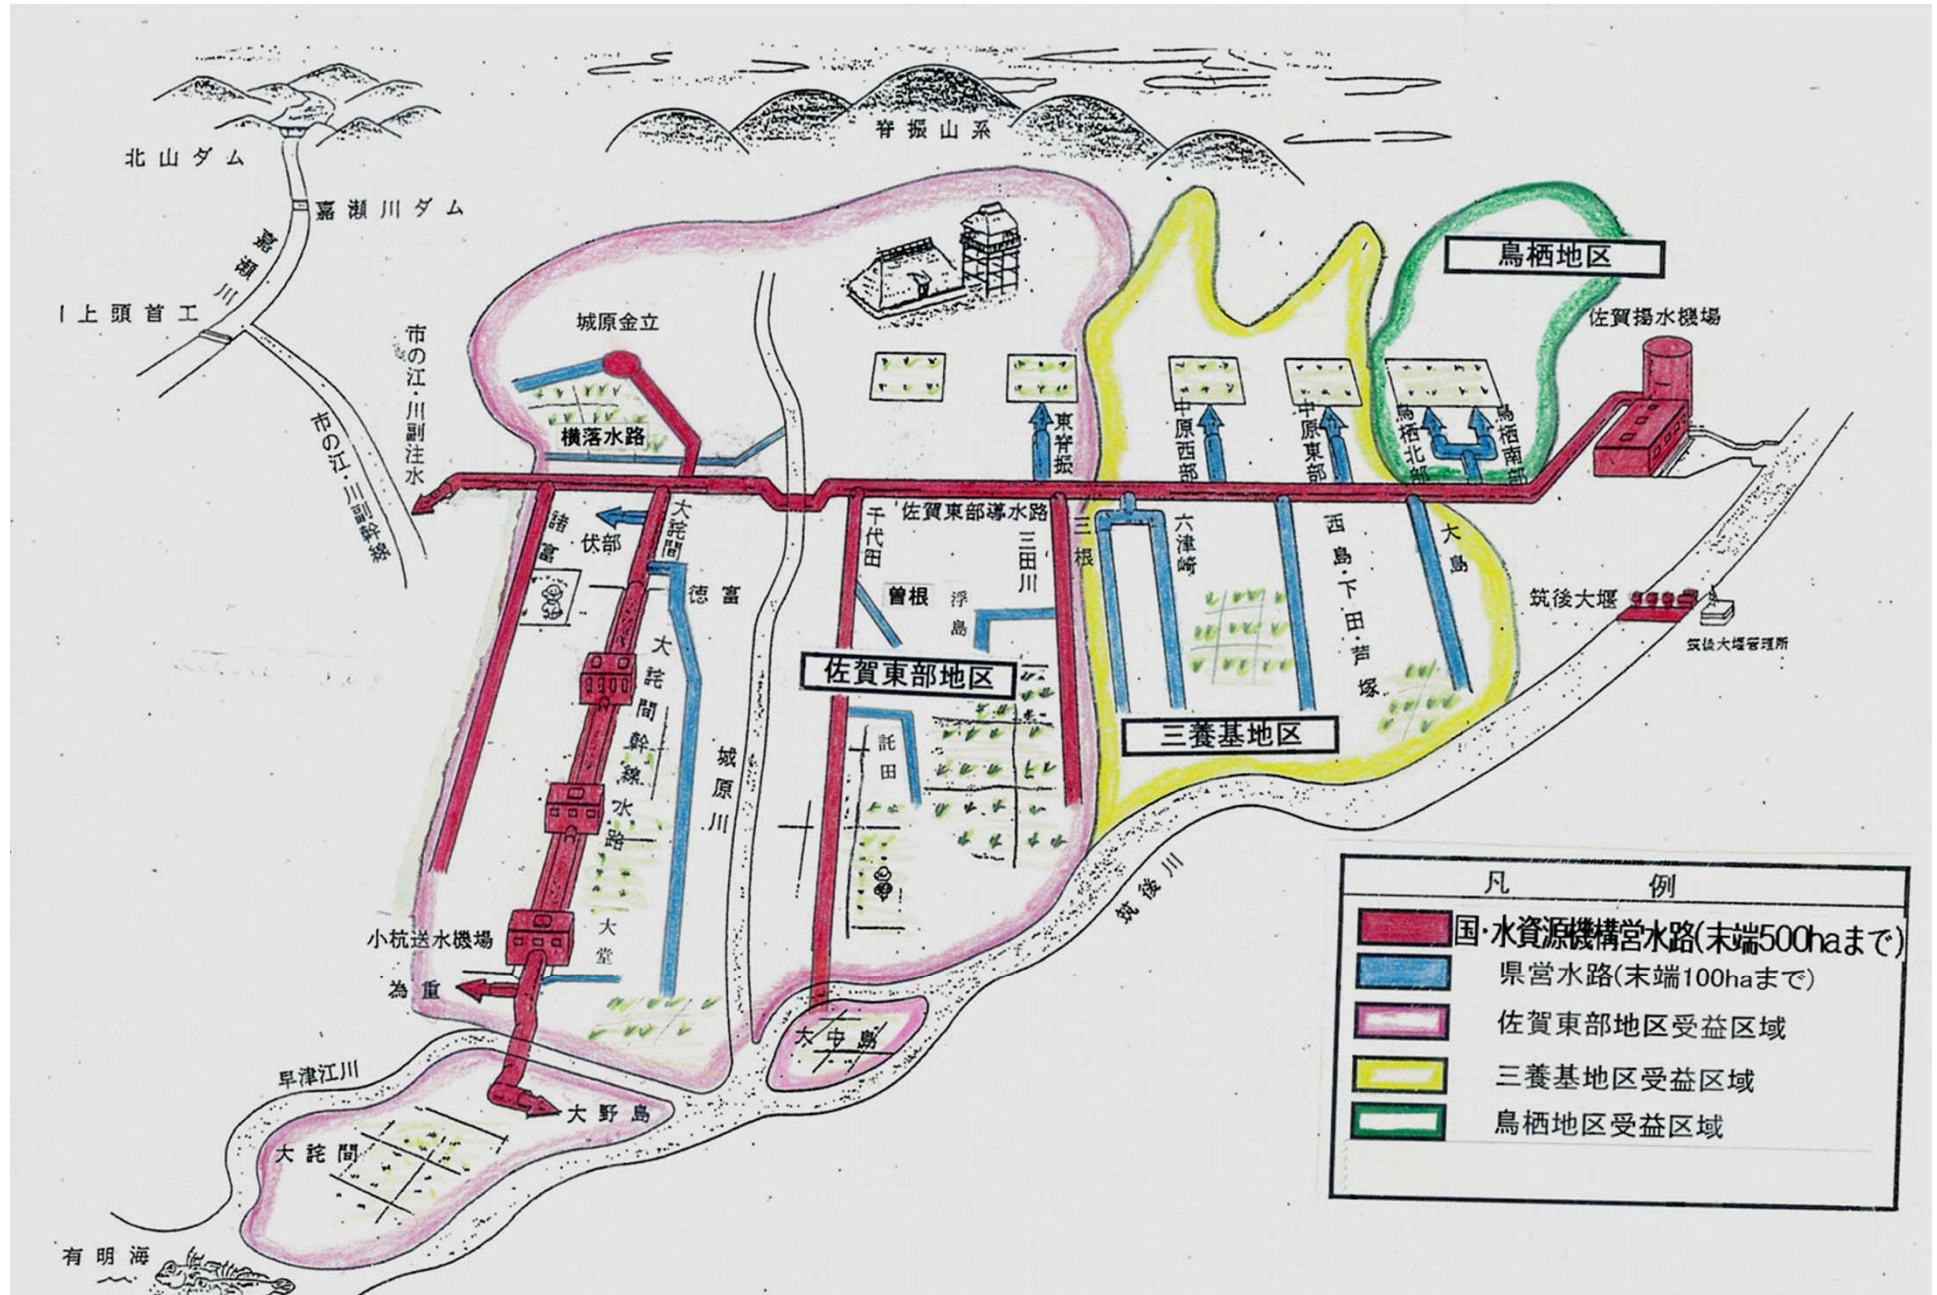 脊振山系
北山ダム
嘉瀬川ダム
嘉瀬川
川上頭首工
市の江・川副注水
市の江・川副幹線
鳥栖地区
佐賀揚水機場
城原金立
横落水路
東脊振
中原西部
中原東部
鳥栖北部
鳥栖南部
諸富
伏部
大詫間
徳富
千代田
佐賀東部導水路
三田川
三根
六津崎
西島・下田・芦塚
大島
曽根
浮島
筑後大堰
筑後大堰管理所
佐賀東部地区
三養基地区
大詫間幹線水路
城原川
託田
筑後川
小杭送水機場
大堂
為重
大中島
早津江川
大野島
大詫間
有明海
凡例
国・水資源機構営水路(末端500haまで)
県営水路(末端100haまで)
佐賀東部地区受益区域
三養基地区受益区域
鳥栖地区受益区域